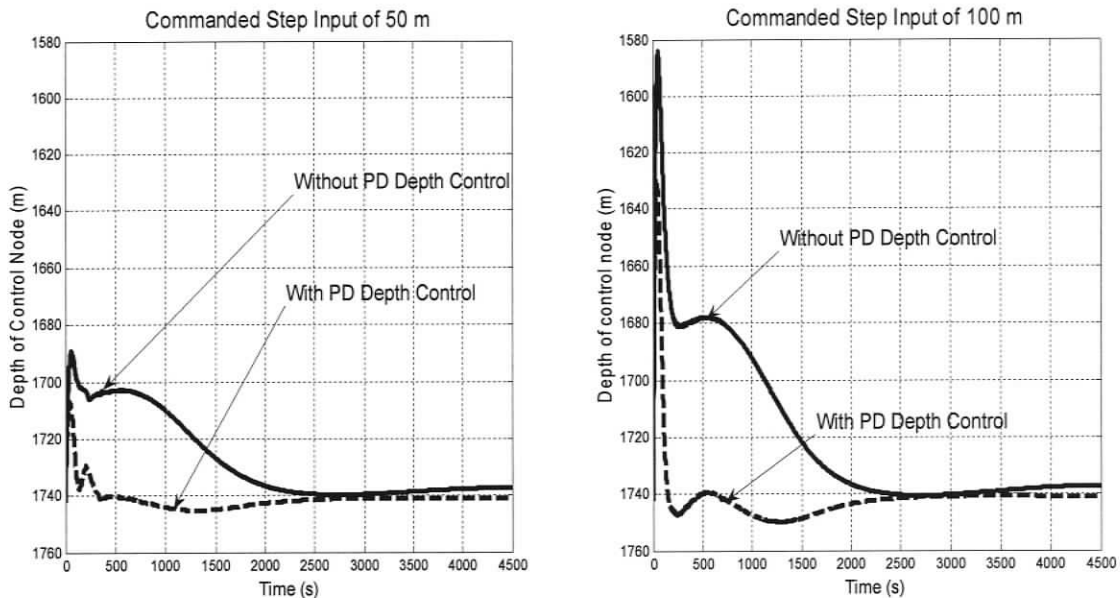 Commanded Step Input of 50 m
1580
1600
1620
1640
1660
1680
1700
1720
1740
1760
Depth of Control Node (m)
Without PD Depth Control
With PD Depth Control
0 500 1000 1500 2000 2500 3000 3500 4000 4500
Time (s)
Commanded Step Input of 100 m
1580
1600
1620
1640
1660
1680
1700
1720
1740
1760
Depth of control node (m)
Without PD Depth Control
With PD Depth Control
0 500 1000 1500 2000 2500 3000 3500 4000 4500
Time (s)